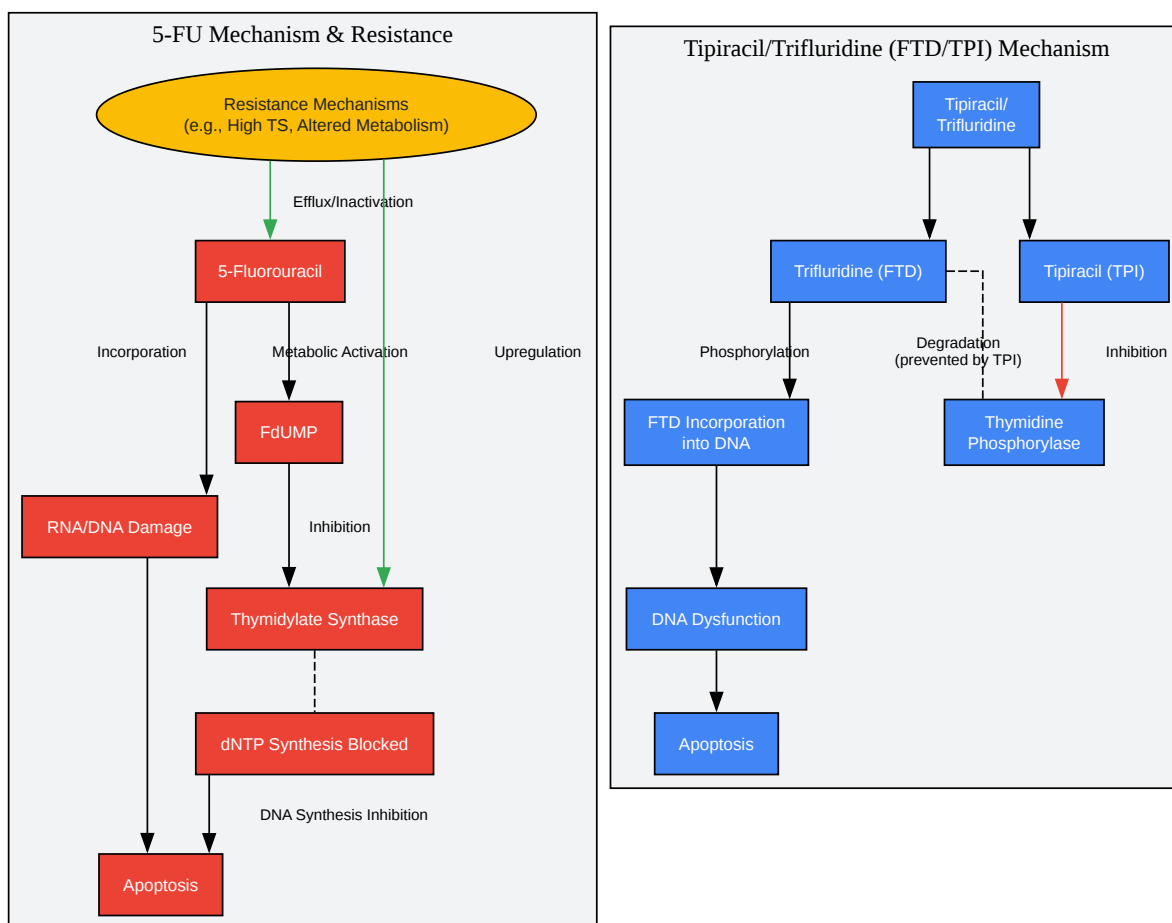 5-FU Mechanism & Resistance
Resistance Mechanisms
(e.g., High TS, Altered Metabolism)
Efflux/Inactivation
5-Fluorouracil
Incorporation
Metabolic Activation
Upregulation
FdUMP
RNA/DNA Damage
Inhibition
Thymidylate Synthase
dNTP Synthesis Blocked
DNA Synthesis Inhibition
Apoptosis
Tipiracil/Trifluridine (FTD/TPI) Mechanism
Tipiracil/
Trifluridine
Trifluridine (FTD)
Tipiracil (TPI)
Phosphorylation
Degradation
(prevented by TPI)
Inhibition
FTD Incorporation
into DNA
Thymidine
Phosphorylase
DNA Dysfunction
Apoptosis